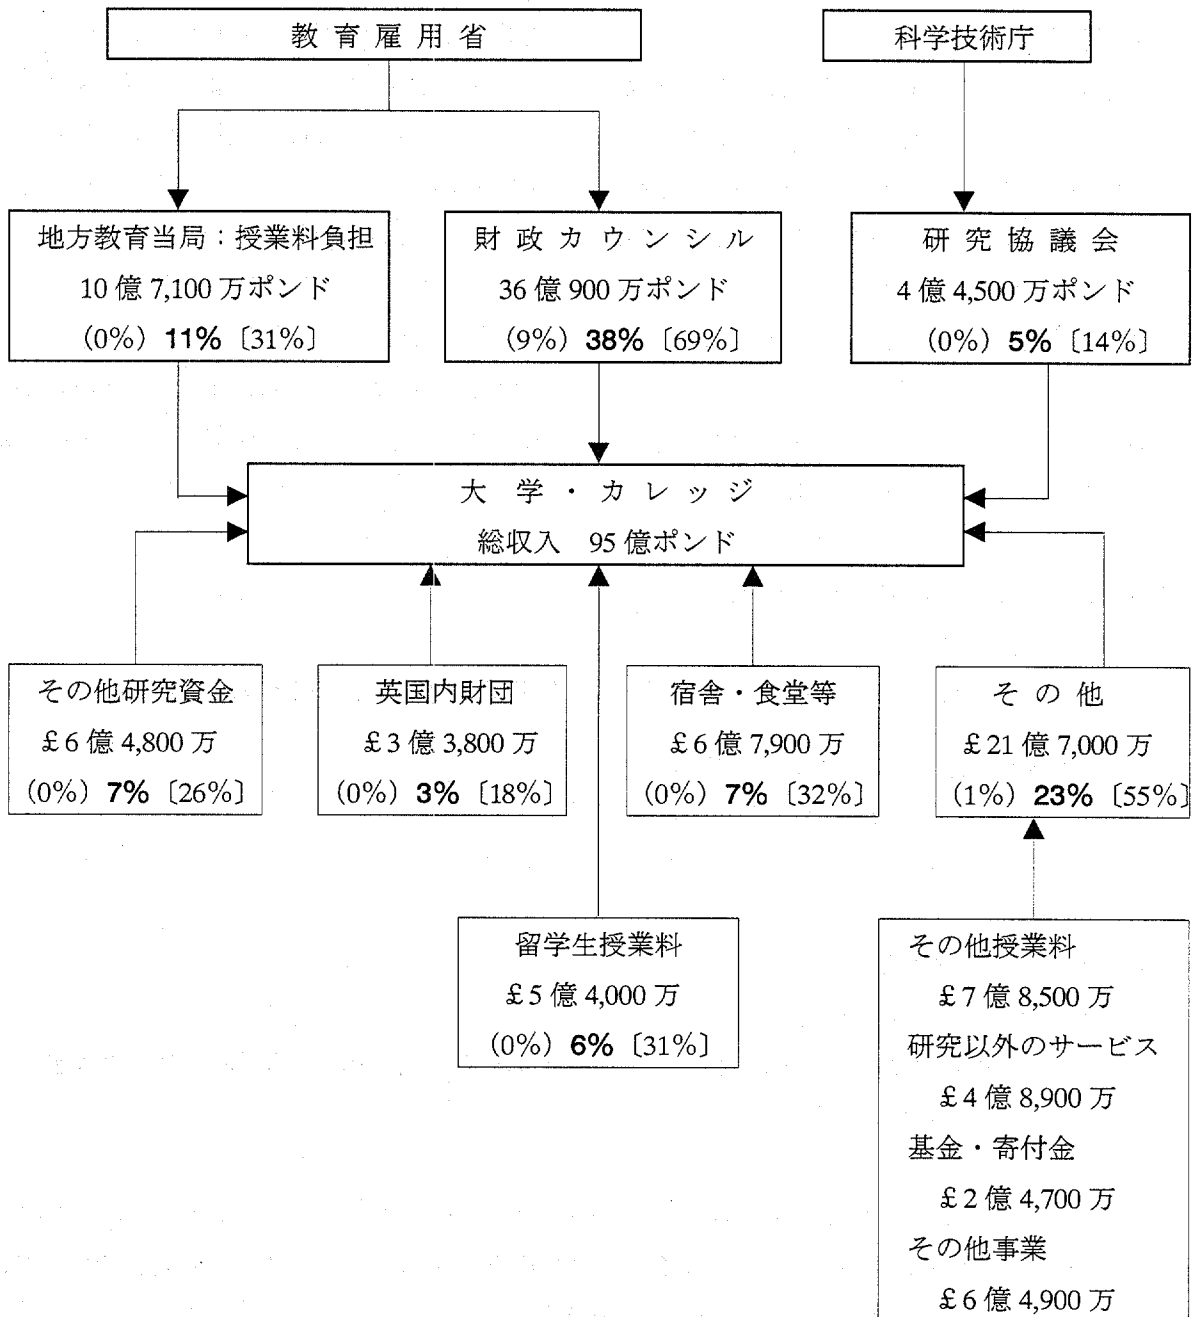 教育雇用省
科学技術庁
地方教育当局：授業料負担
10億7,100万ポンド
(0%) 11% 〔31%〕
財政カウンシル
36億900万ポンド
(9%) 38% 〔69%〕
研究協議会
4億4,500万ポンド
(0%) 5% 〔14%〕
大学・カレッジ
総収入 95億ポンド
その他研究資金
£6億4,800万
(0%) 7% 〔26%〕
英国内財団
£3億3,800万
(0%) 3% 〔18%〕
宿舎・食堂等
£6億7,900万
(0%) 7% 〔32%〕
その他
£21億7,000万
(1%) 23% 〔55%〕
留学生授業料
£5億4,000万
(0%) 6% 〔31%〕
その他授業料
£7億8,500万
研究以外のサービス
£4億8,900万
基金・寄付金
£2億4,700万
その他事業
£6億4,900万